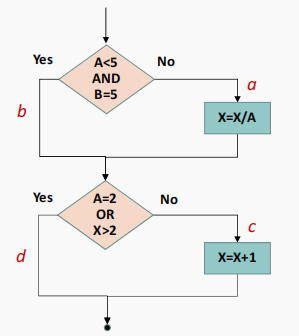 Yes
A<5
AND
B=5
No
a
b
X=X/A
Yes
A=2
OR
X>2
No
c
d
X=X+1